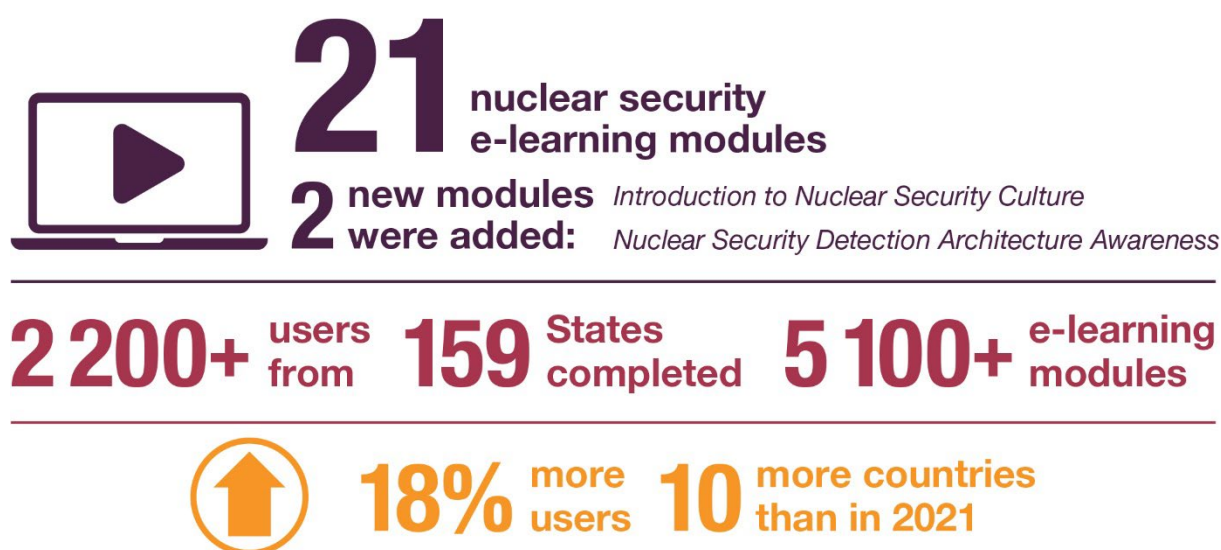 21 nuclear security
e-learning modules
2 new modules
were added:
Introduction to Nuclear Security Culture
Nuclear Security Detection Architecture Awareness
2 200+ users
from
159 States
completed
5 100+ e-learning
modules
18% more
users
10 more countries
than in 2021